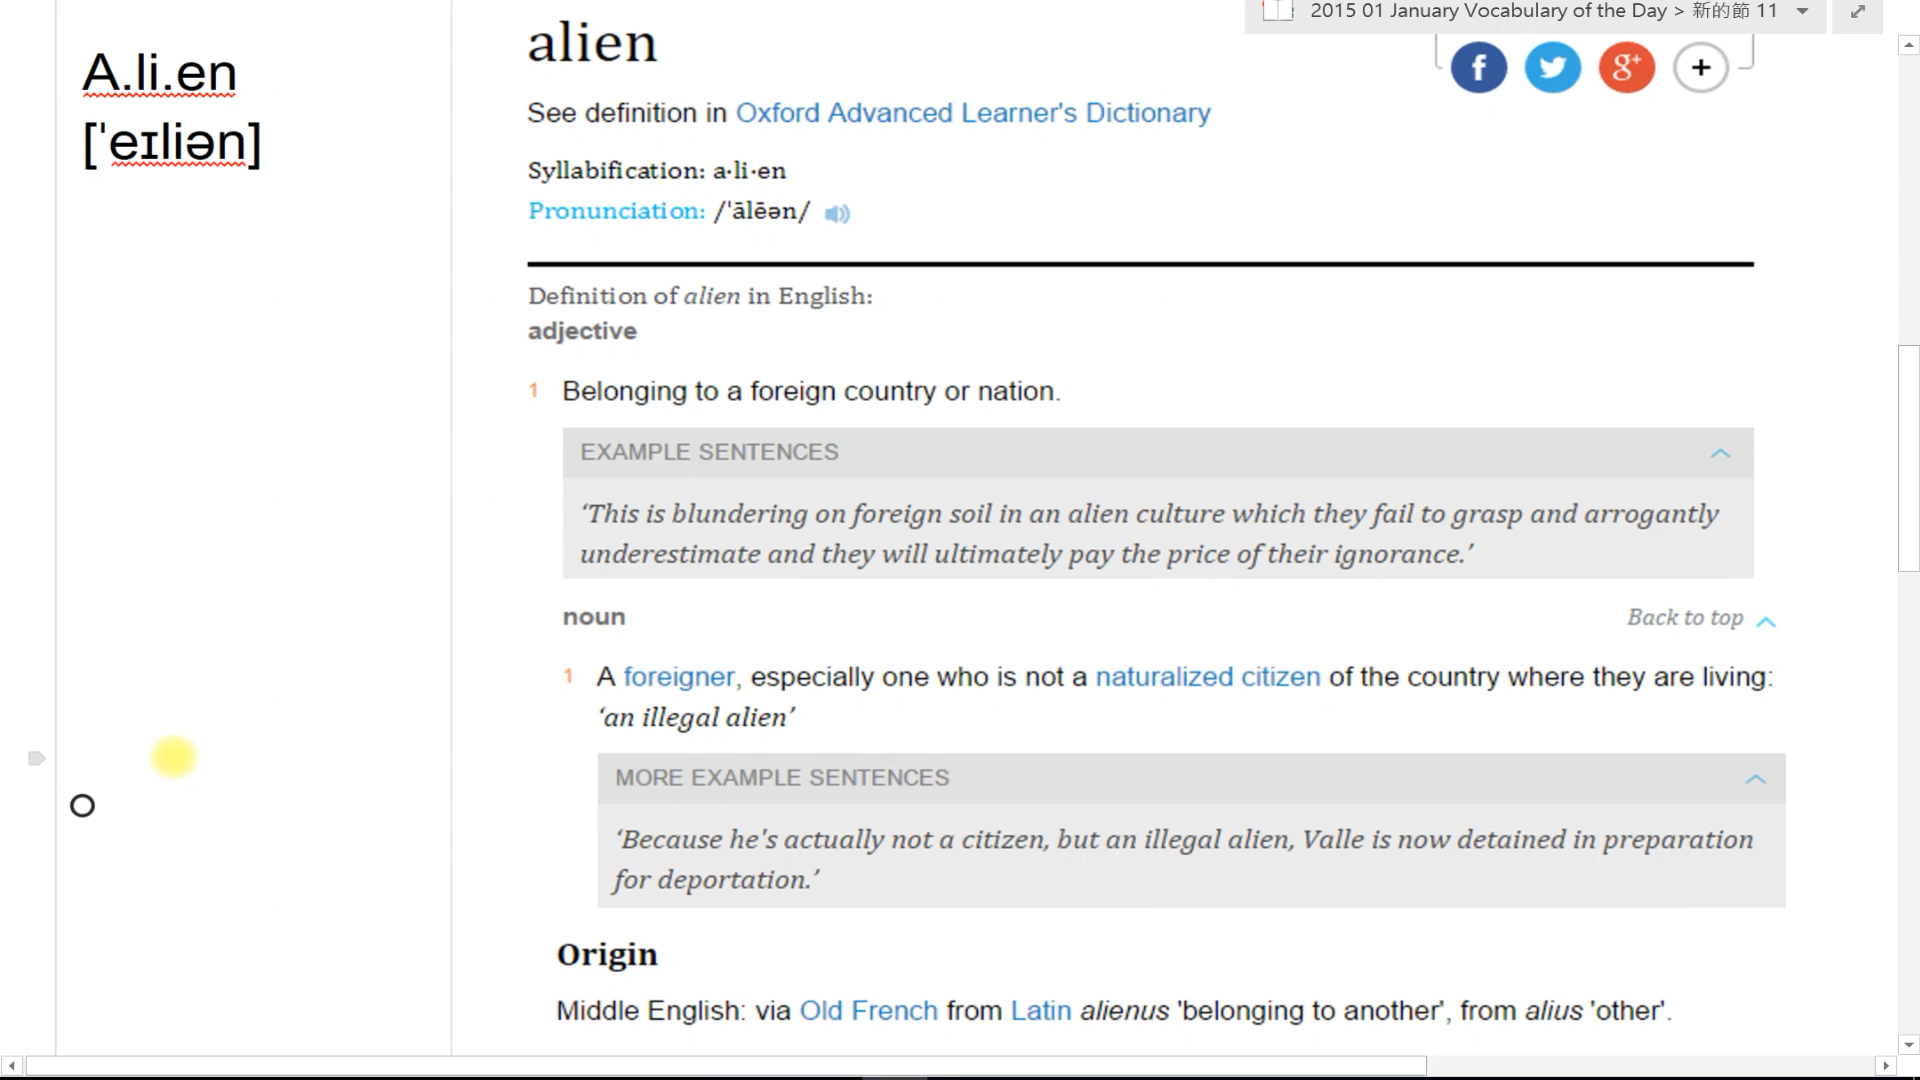 2015 01 January Vocabulary of the Day > 新的節 11
A.li.en
['eɪliən]
alien
f
g+
+
See definition in Oxford Advanced Learner's Dictionary
Syllabification: a·li·en
Pronunciation: /ˈālēən/
Definition of alien in English:
adjective
1 Belonging to a foreign country or nation.
EXAMPLE SENTENCES
‘This is blundering on foreign soil in an alien culture which they fail to grasp and arrogantly
underestimate and they will ultimately pay the price of their ignorance.’
noun
Back to top
1 A foreigner, especially one who is not a naturalized citizen of the country where they are living:
‘an illegal alien’
MORE EXAMPLE SENTENCES
‘Because he's actually not a citizen, but an illegal alien, Valle is now detained in preparation
for deportation.’
Origin
Middle English: via Old French from Latin alienus 'belonging to another', from alius 'other'.